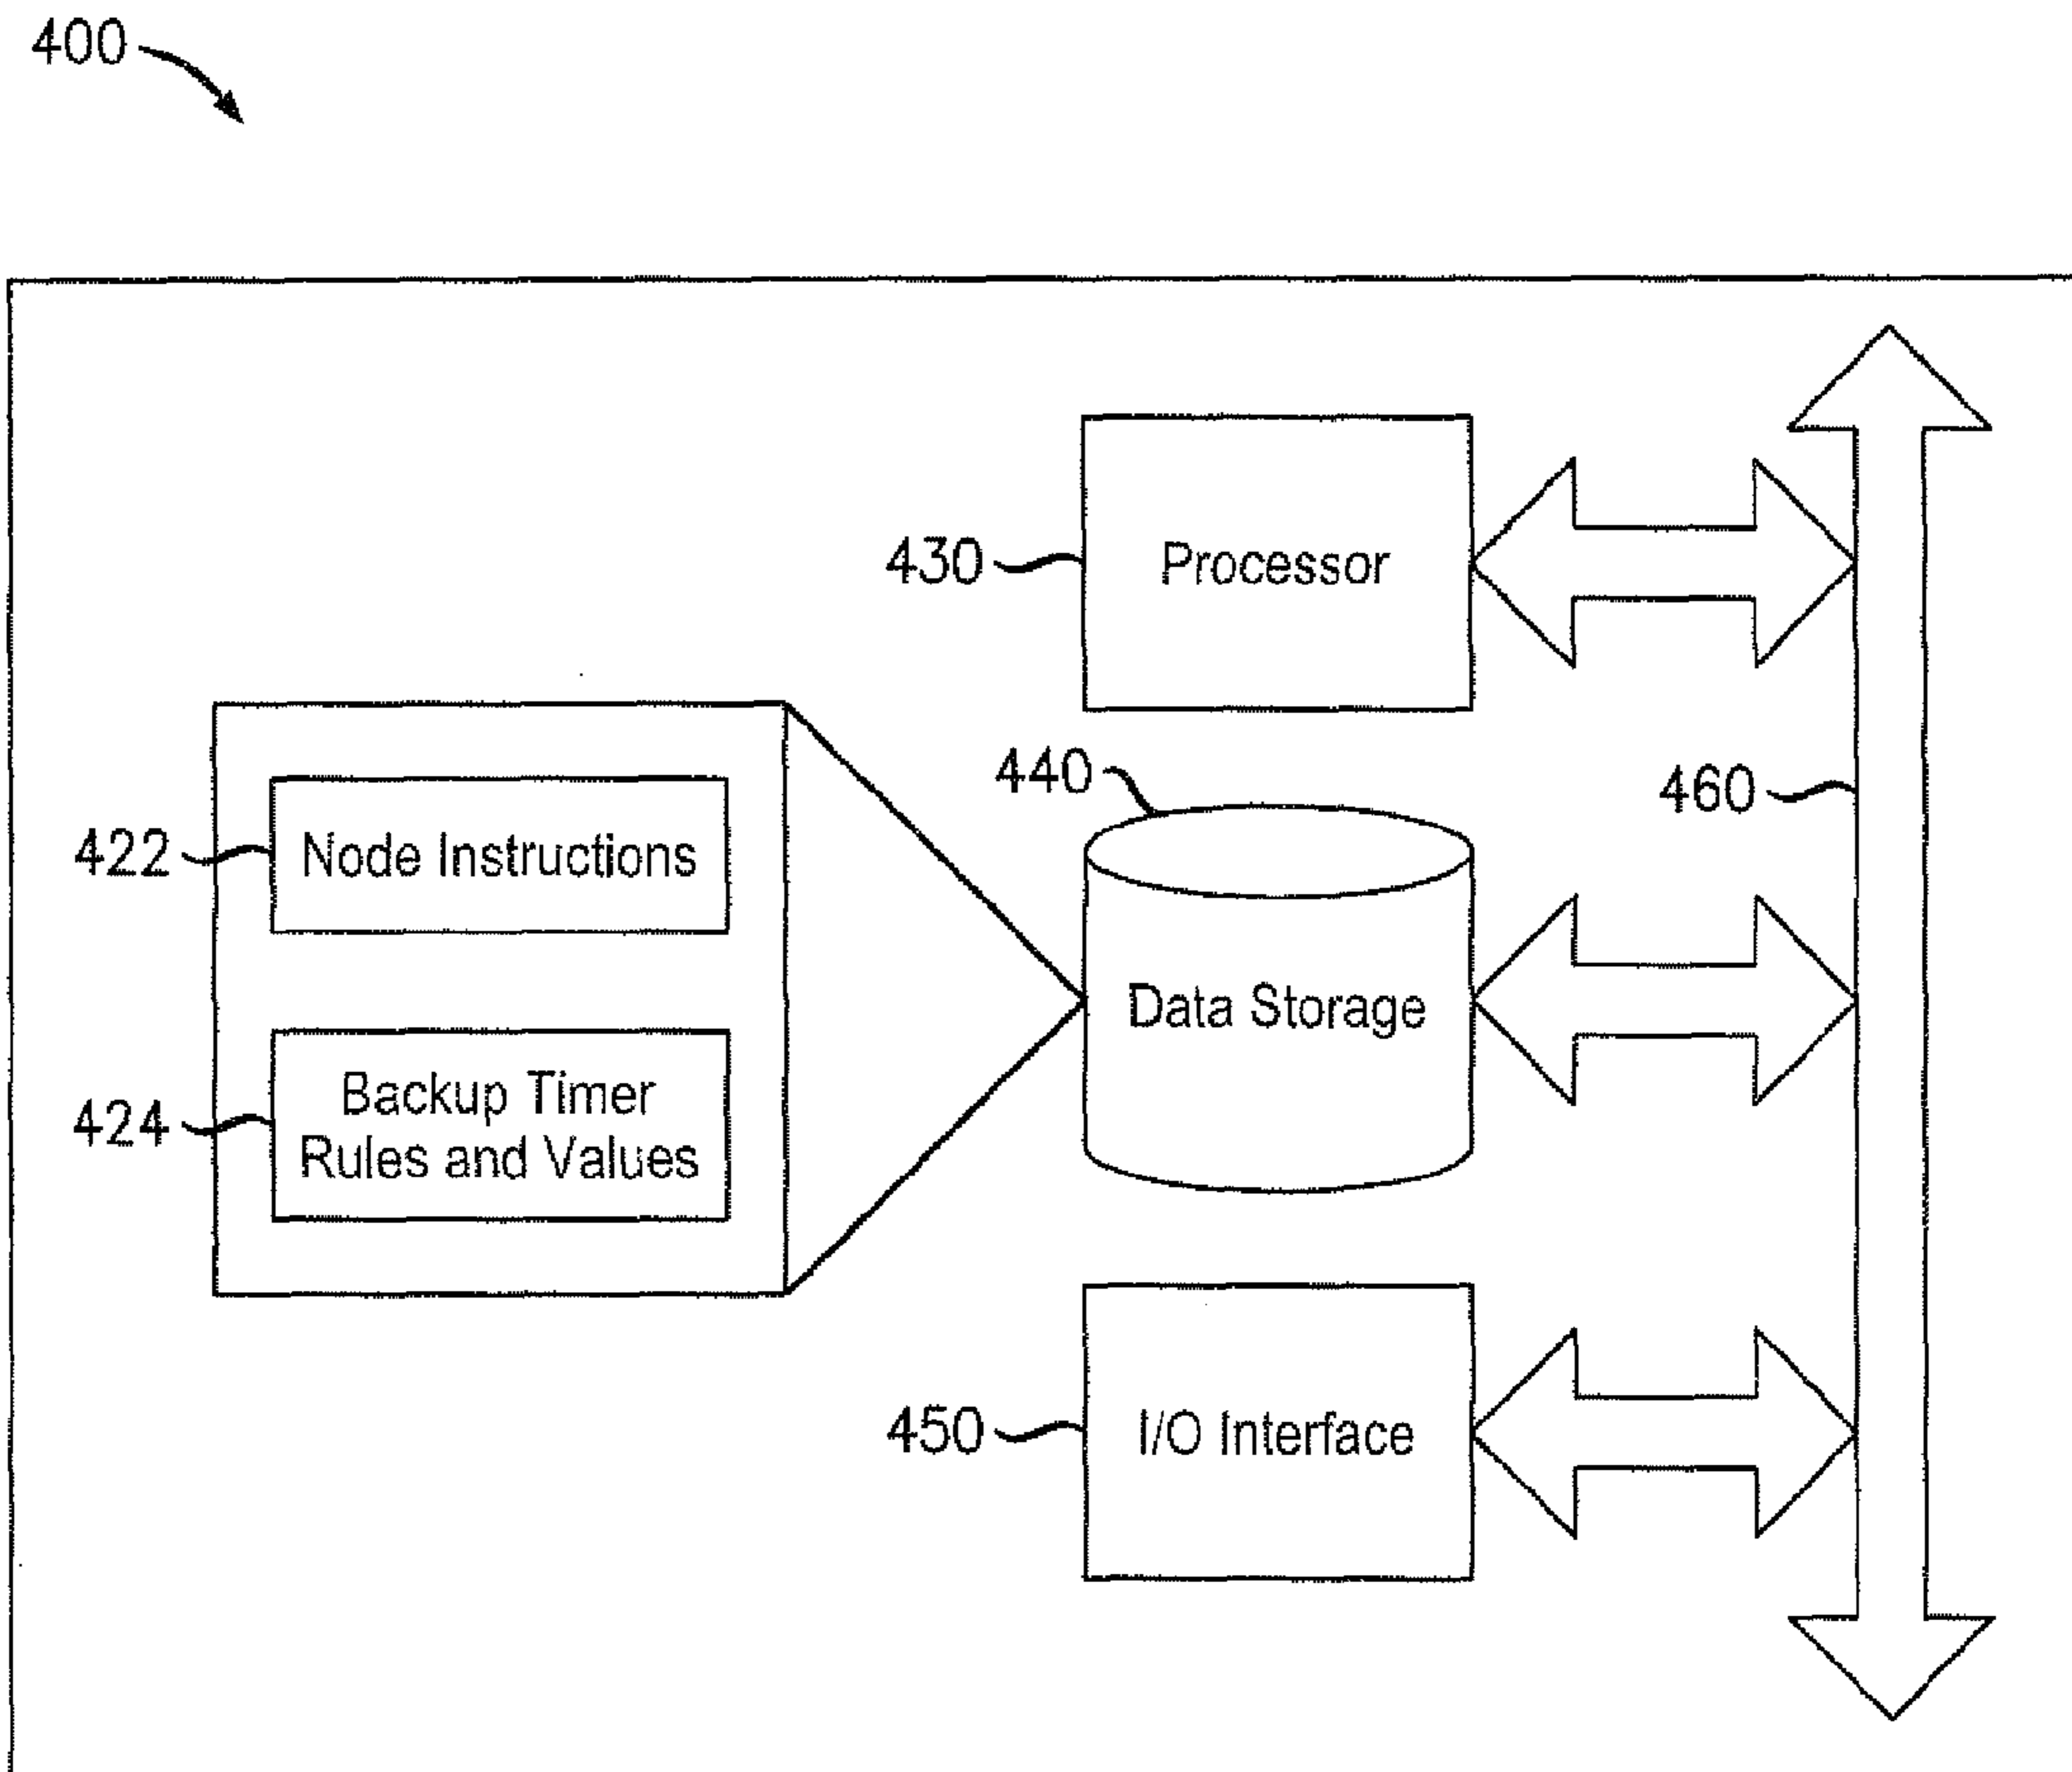 400
430
Processor
440
460
422
Node Instructions
Data Storage
424
Backup Timer
Rules and Values
450
I/O Interface